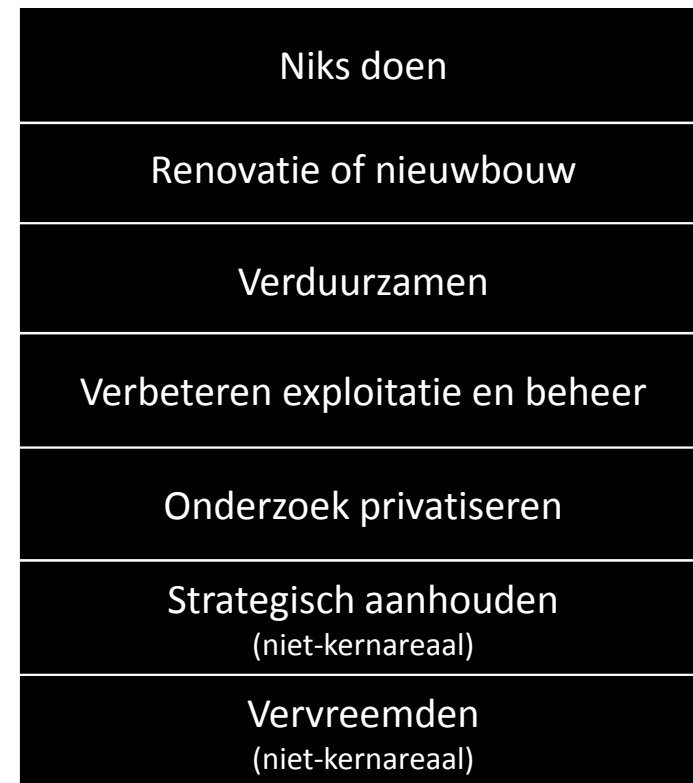 Niks doen
Renovatie of nieuwbouw
Verduurzamen
Verbeteren exploitatie en beheer
Onderzoek privatiseren
Strategisch aanhouden
(niet-kernareaal)
Vervreemden
(niet-kernareaal)